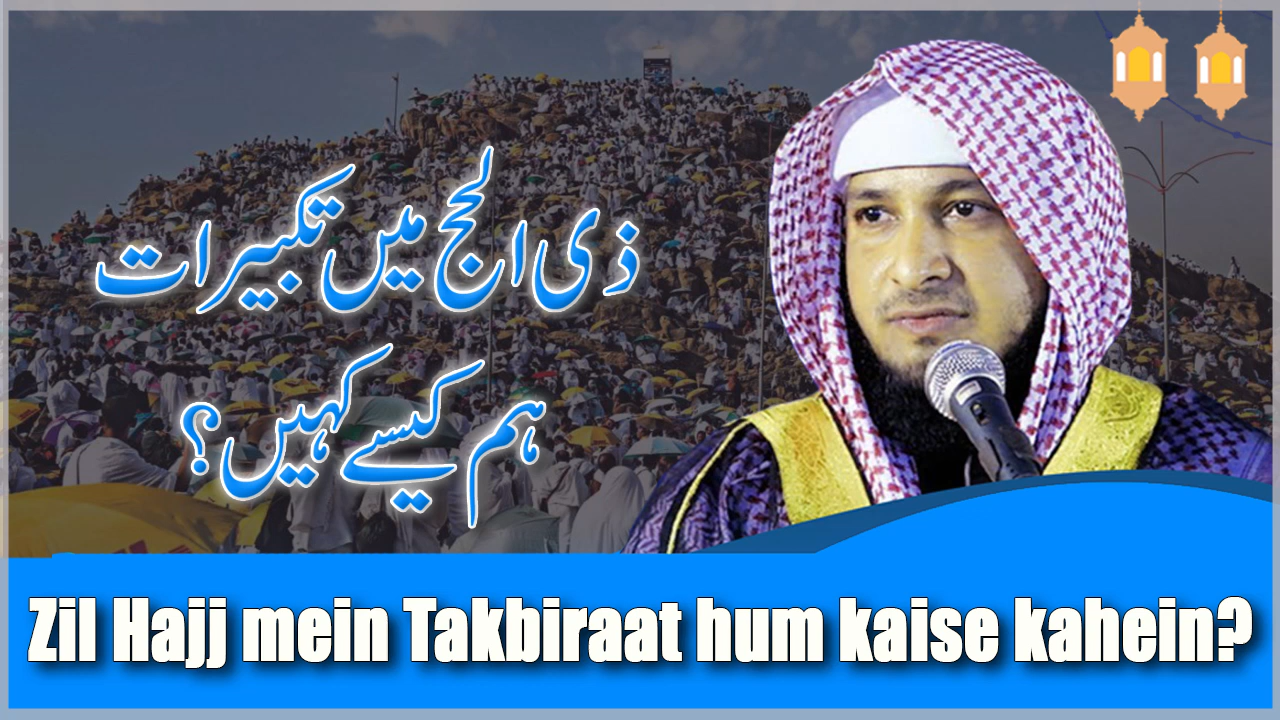 ذی الحج میں تکبیرات
ہم کیسے کہیں؟
Zil Hajj mein Takbiraat hum kaise kahein?